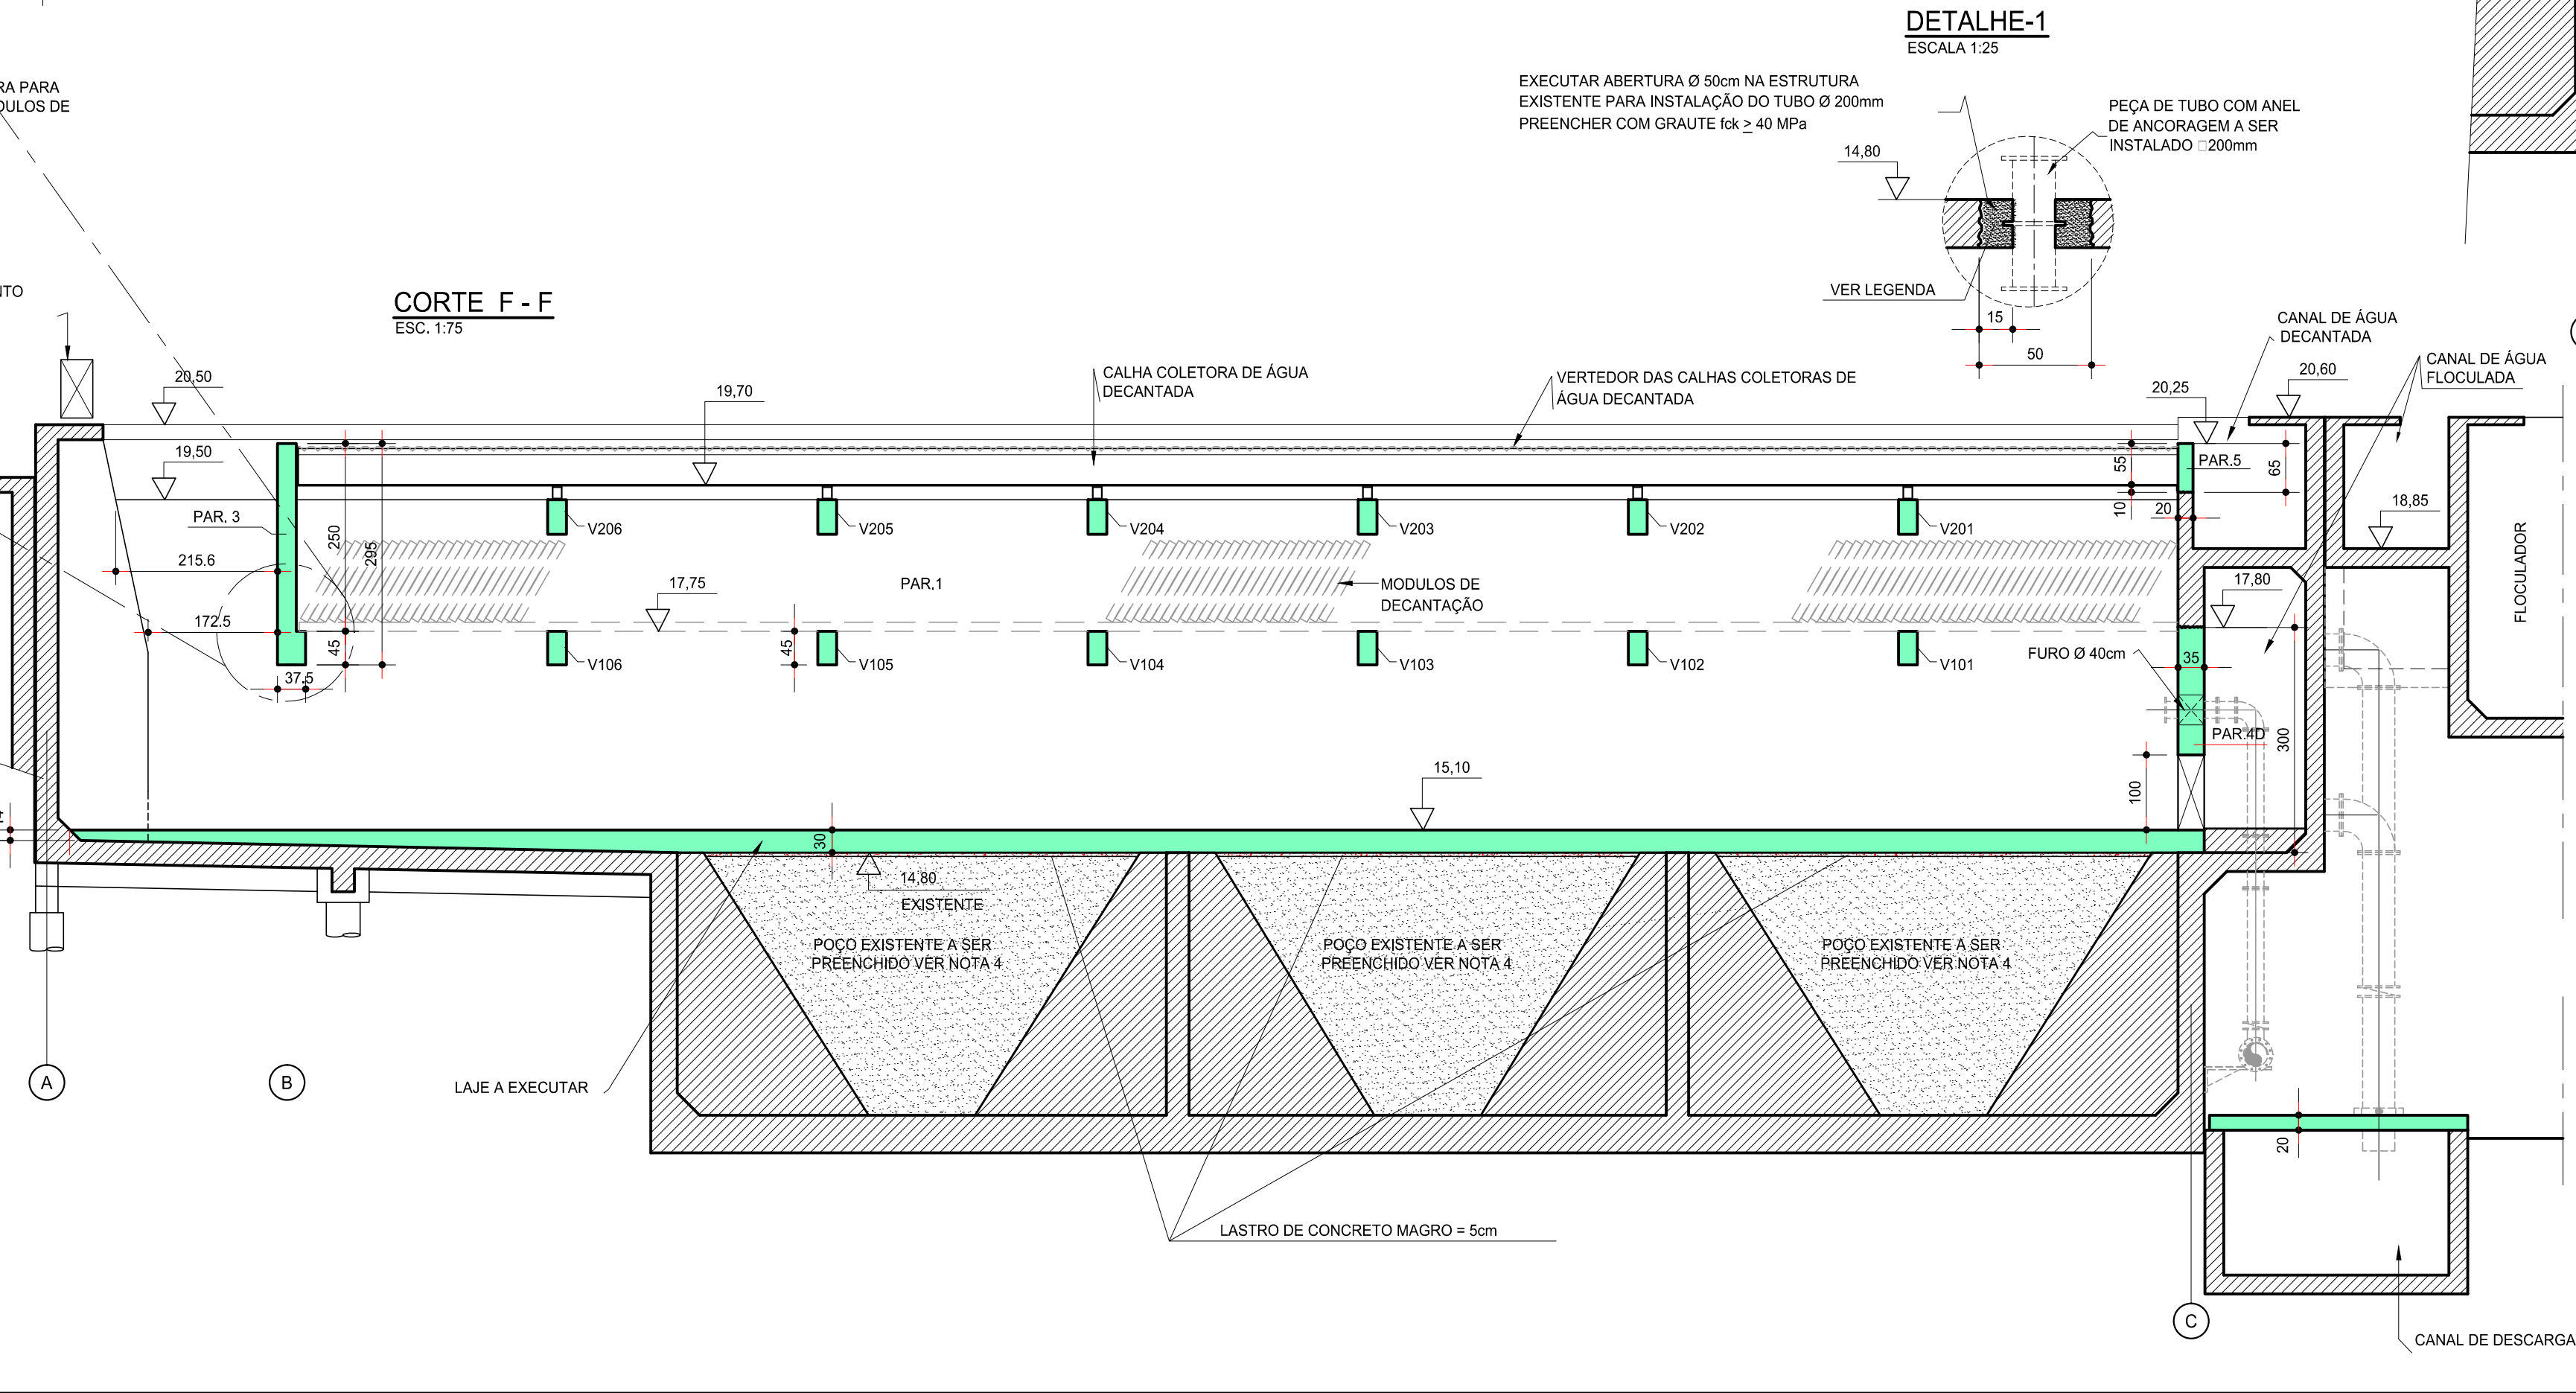 DETALHE-1
ESCALA 1:25
EXECUTAR ABERTURA Ø 50cm NA ESTRUTURA
EXISTENTE PARA INSTALAÇÃO DO TUBO Ø 200mm
PREENCHER COM GRAUTE fck ≥ 40 MPa
PEÇA DE TUBO COM ANEL
DE ANCORAGEM A SER
INSTALADO □200mm
14,80
VER LEGENDA
15
50
RA PARA
DULOS DE
NTO
CORTE F - F
ESC. 1:75
CANAL DE ÁGUA
DECANTADA
CANAL DE ÁGUA
FLOCULADA
CALHA COLETORA DE ÁGUA
DECANTADA
VERTEDOR DAS CALHAS COLETORAS DE
ÁGUA DECANTADA
20,50
19,70
20,25
20,60
19,50
18,85
PAR. 3
PAR.5
55
65
10
20
250
295
V206
V205
V204
V203
V202
V201
215.6
172.5
17,75
PAR.1
MODULOS DE
DECANTAÇÃO
17,80
FLOCULADOR
45
45
37.5
V106
V105
V104
V103
V102
V101
FURO Ø 40cm
35
PAR.4D
300
100
15,10
30
14,80
EXISTENTE
POÇO EXISTENTE A SER
PREENCHIDO VER NOTA 4
POÇO EXISTENTE A SER
PREENCHIDO VER NOTA 4
POÇO EXISTENTE A SER
PREENCHIDO VER NOTA 4
A
B
LAJE A EXECUTAR
20
LASTRO DE CONCRETO MAGRO = 5cm
C
CANAL DE DESCARGA